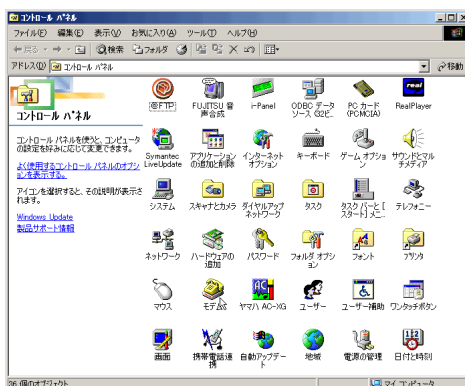 コントロール パネル
ファイル(F) 編集(E) 表示(V) お気に入り(A) ツール(T) ヘルプ(H)
戻る 検索 フォルダ
アドレス(D) コントロール パネル 移動
コントロール パネル
コントロール パネルを使うと、コンピュータ
の設定を好みに応じて変更できます。
よく使用するコントロール パネルのオプシ
ョンを表示する。
アイコンを選択すると、その説明が表示さ
れます。
Windows Update
製品サポート情報
@FTP
FUJITSU 音
声合成
i-Panel
ODBC データ
ソース (32ビ...
PC カード
(PCMCIA)
RealPlayer
Symantec
LiveUpdate
アプリケーション
の追加と削除
インターネット
オプション
キーボード
ゲーム オプショ
ン
サウンドとマル
チメディア
システム
スキャナとカメラ
ダイヤルアップ
ネットワーク
タスク
タスク バーと [
スタート] メニ...
テレフォニー
ネットワーク
ハードウェアの
追加
パスワード
フォルダ オプシ
ョン
フォント
プリンタ
マウス
モデム
ヤマハ AC-XG
ユーザー
ユーザー補助
ワンタッチボタン
画面
携帯電話連
携
自動アップデー
ト
地域
電源の管理
日付と時刻
36 個のオブジェクト
マイ コンピュータ